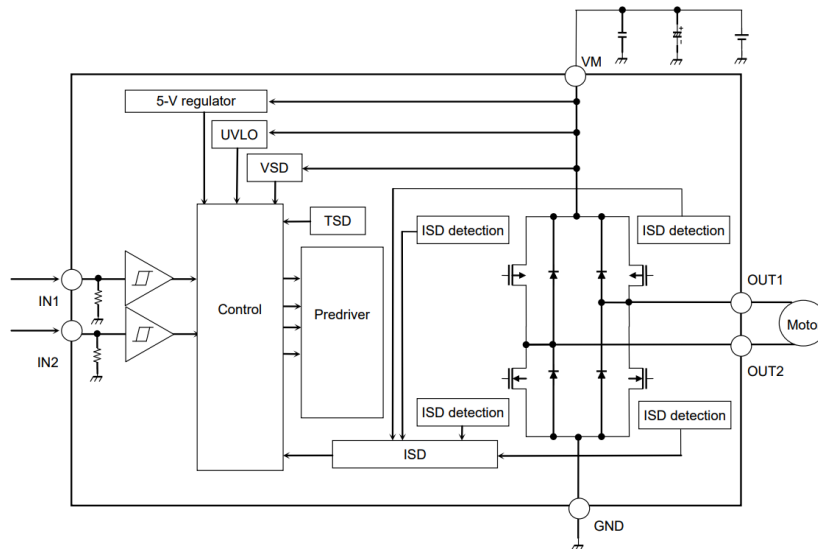 VM
5-V regulator
UVLO
VSD
TSD
ISD detection
ISD detection
IN1
Control
Predriver
OUT1
Moto
IN2
OUT2
ISD detection
ISD detection
ISD
GND